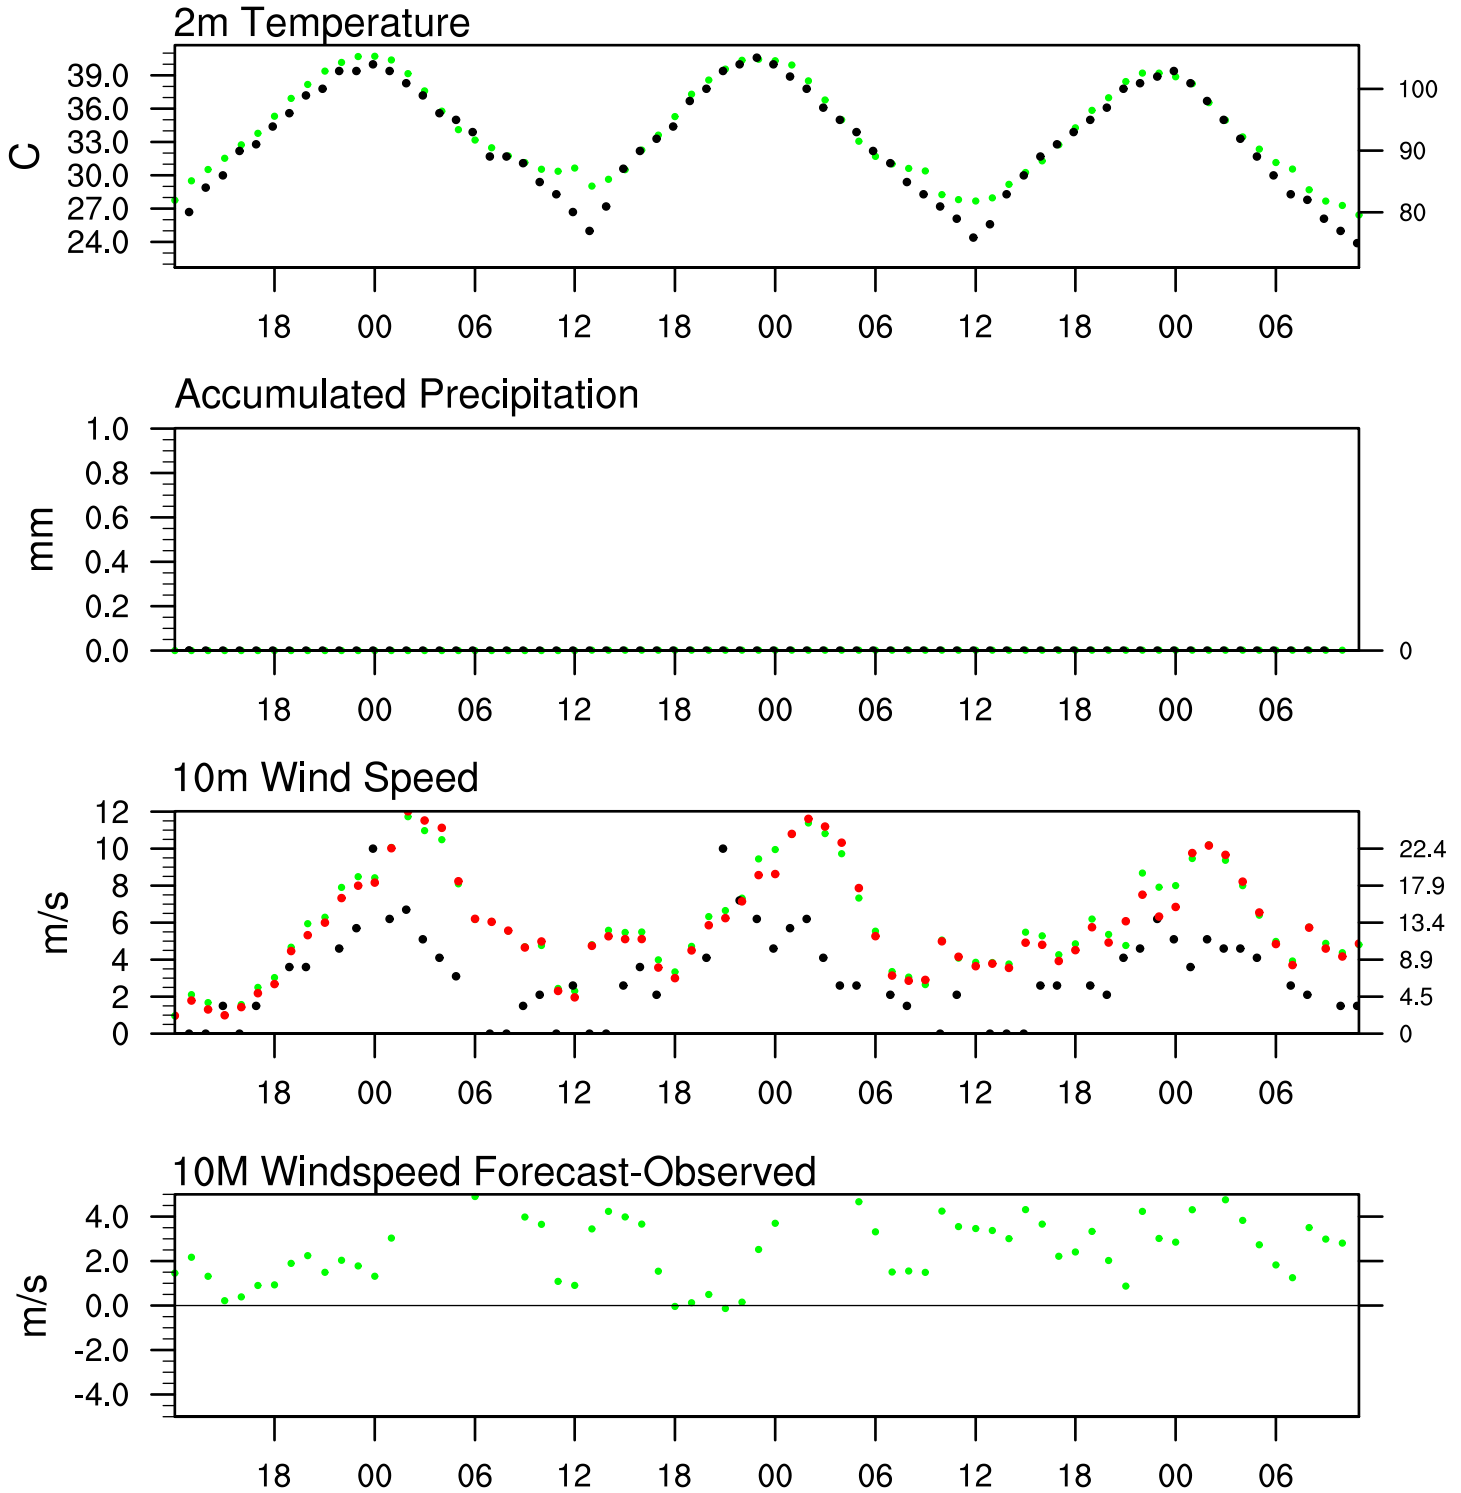 2m Temperature
39.0
36.0
33.0
30.0
27.0
24.0
C
100
90
80
18 00 06 12 18 00 06 12 18 00 06
Accumulated Precipitation
1.0
0.8
0.6
0.4
0.2
0.0
mm
0
18 00 06 12 18 00 06 12 18 00 06
10m Wind Speed
12
10
8
6
4
2
0
m/s
22.4
17.9
13.4
8.9
4.5
0
18 00 06 12 18 00 06 12 18 00 06
10M Windspeed Forecast-Observed
4.0
2.0
0.0
-2.0
-4.0
m/s
18 00 06 12 18 00 06 12 18 00 06